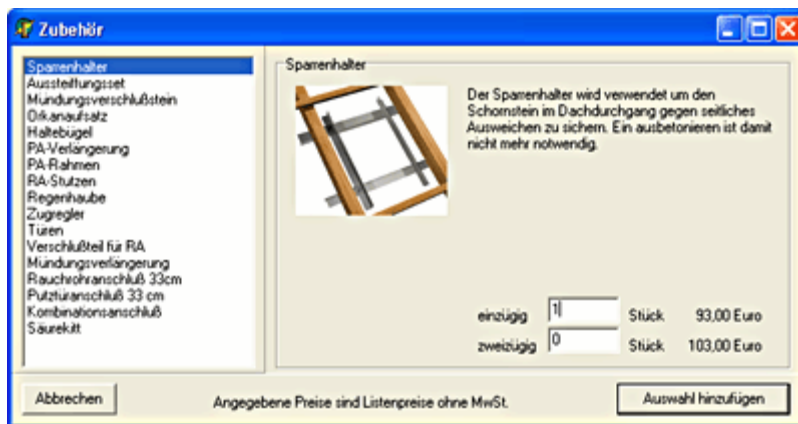 Zubehör
Sparrenhalter
Aussteiftungsset
Mündungsverschlußstein
Orkanaufsatz
Haltebügel
PA-Verlängerung
PA-Rahmen
RA-Stutzen
Regenhaube
Zugregler
Türen
Verschlußteil für RA
Mündungsverlängerung
Rauchrohranschluß 33cm
Putztüranschluß 33 cm
Kombinationsanschluß
Säurekitt
Sparrenhalter
Der Sparrenhalter wird verwendet um den
Schornstein im Dachdurchgang gegen seitliches
Ausweichen zu sichern. Ein ausbetonieren ist damit
nicht mehr notwendig.
einzügig 1 Stück 93,00 Euro
zweizügig 0 Stück 103,00 Euro
Abbrechen
Angegebene Preise sind Listenpreise ohne MwSt.
Auswahl hinzufügen